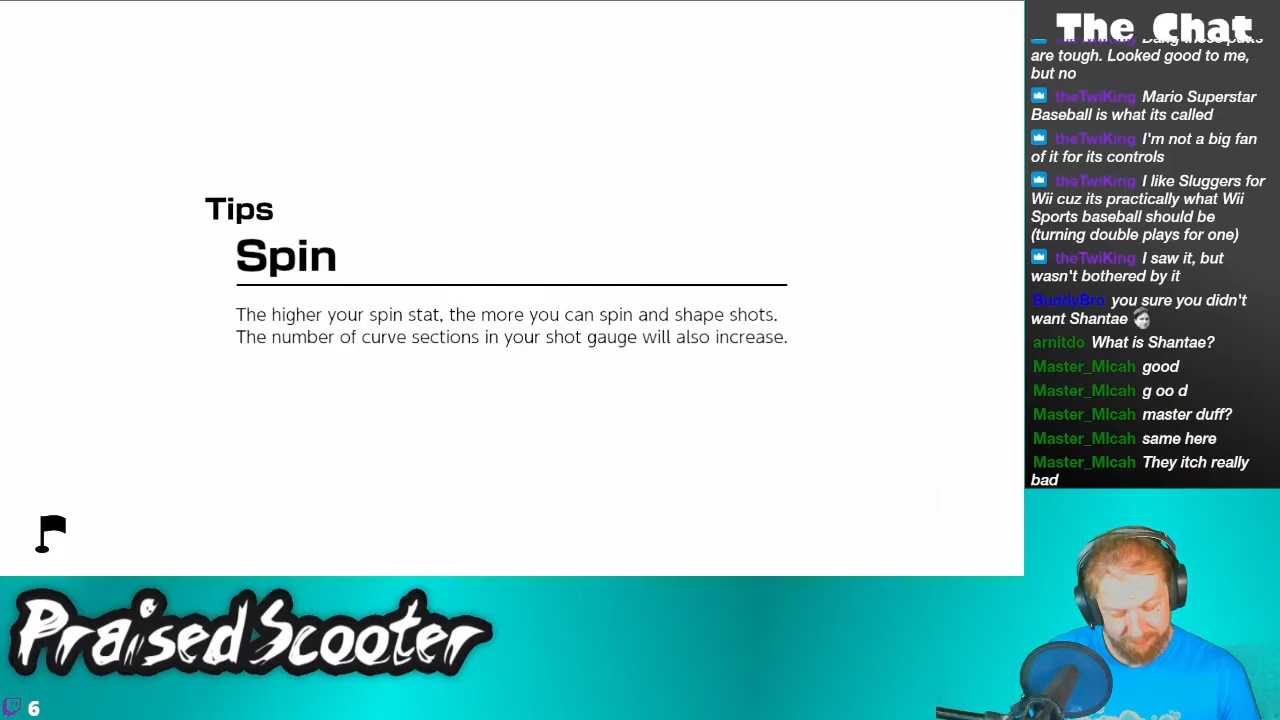 Tips
Spin
The higher your spin stat, the more you can spin and shape shots.
The number of curve sections in your shot gauge will also increase.
The Chat
are tough. Looked good to me,
but no
theTwiKing Mario Superstar
Baseball is what its called
theTwiKing I'm not a big fan
of it for its controls
theTwiKing I like Sluggers for
Wii cuz its practically what Wii
Sports baseball should be
(turning double plays for one)
theTwiKing I saw it, but
wasn't bothered by it
BuddyBro you sure you didn't
want Shantae
arnitdo What is Shantae?
Master_MIcah good
Master_MIcah g oo d
Master_MIcah master duff?
Master_MIcah same here
Master_MIcah They itch really
bad
PraisedScooter
6